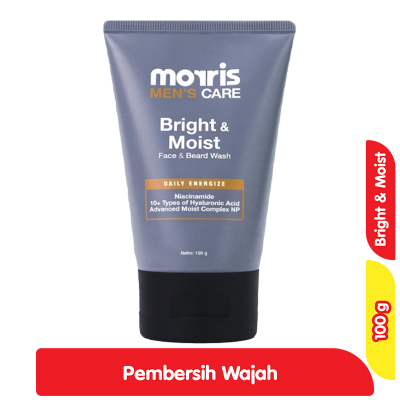 morris
MEN'S CARE
Bright &
Moist
Face & Beard Wash
DAILY ENERGIZE
Niacinamide
10+ Types of Hyaluronic Acid
Advanced Moist Complex NP
Netto: 100 g
Bright & Moist
100 g
Pembersih Wajah